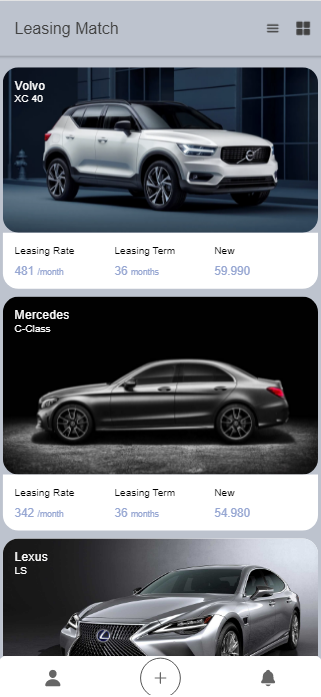 Leasing Match
Volvo
XC 40
Leasing Rate Leasing Term New
481 /month 36 months 59.990
Mercedes
C-Class
Leasing Rate Leasing Term New
342 /month 36 months 54.980
Lexus
LS